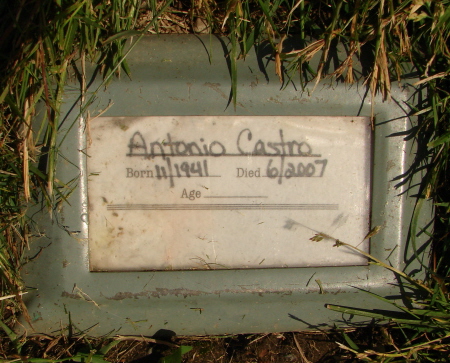 Antonio Castro
Born 11/1941 Died 6/2007
Age